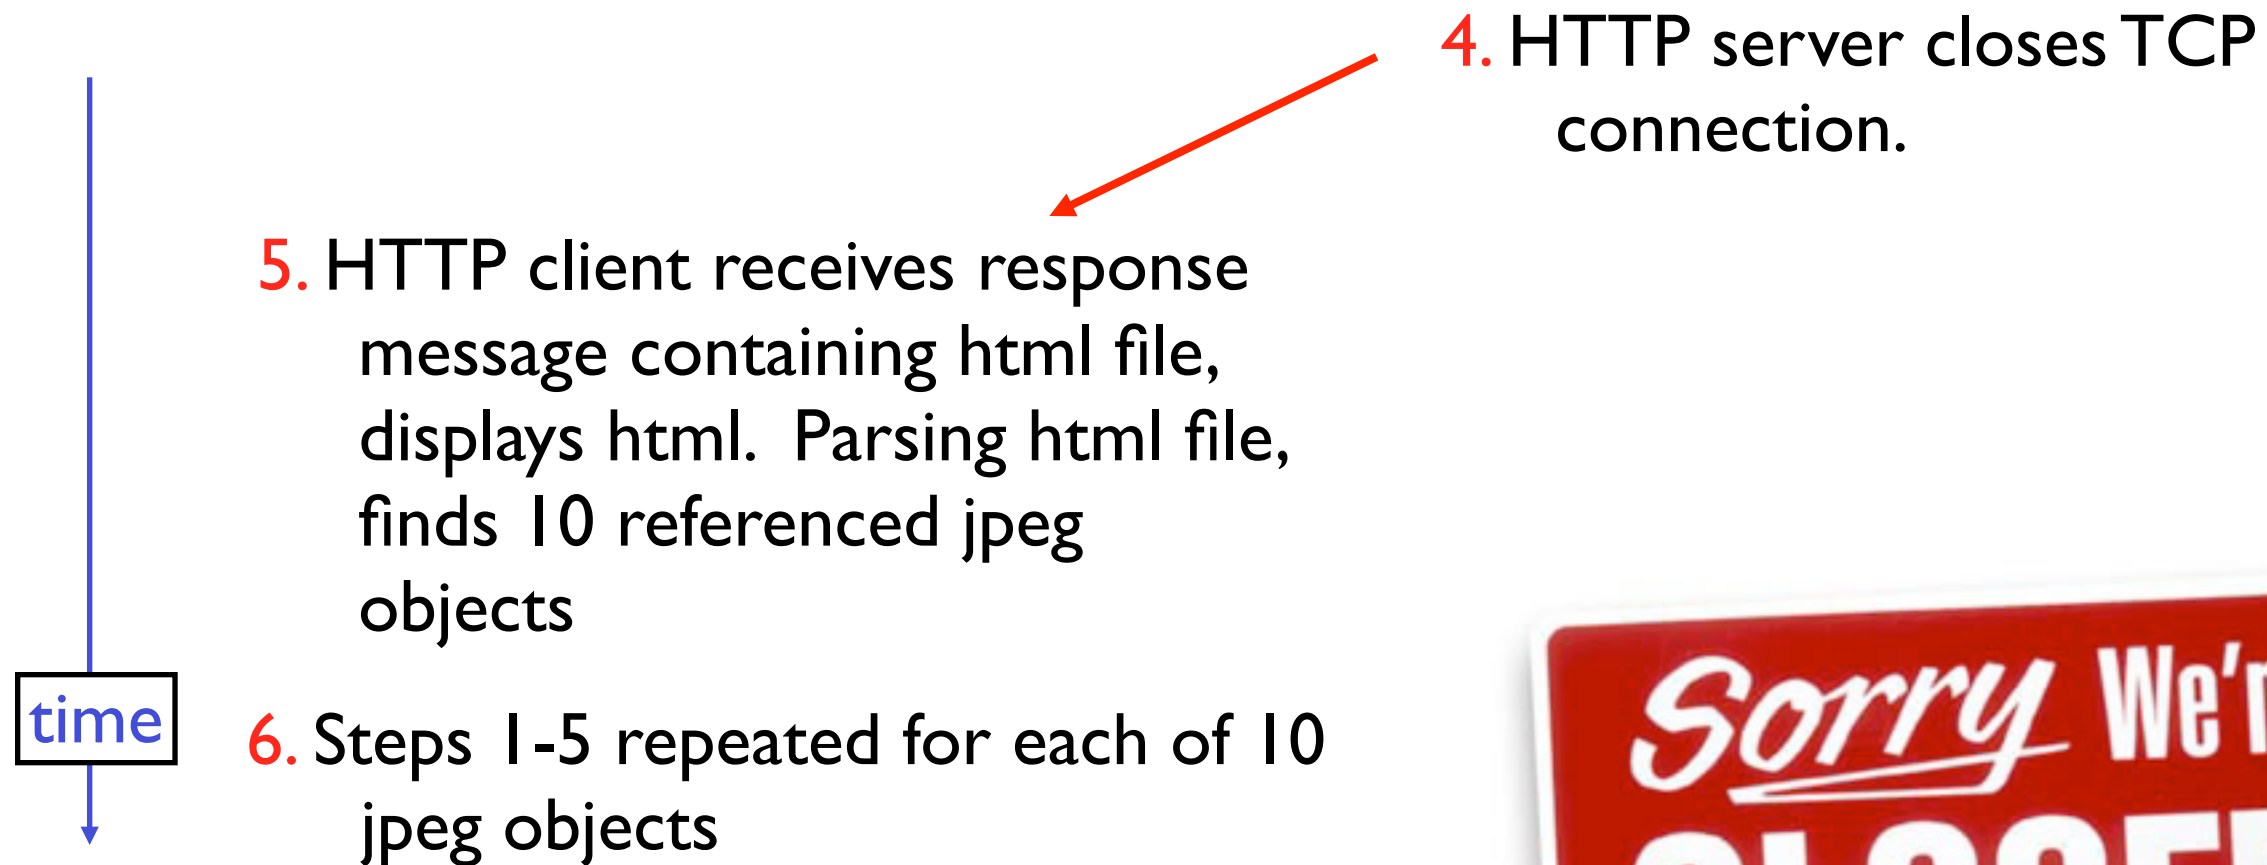 4. HTTP server closes TCP
connection.
5. HTTP client receives response
message containing html file,
displays html.  Parsing html file,
finds 10 referenced jpeg
objects
time
6. Steps 1-5 repeated for each of 10
jpeg objects
Sorry